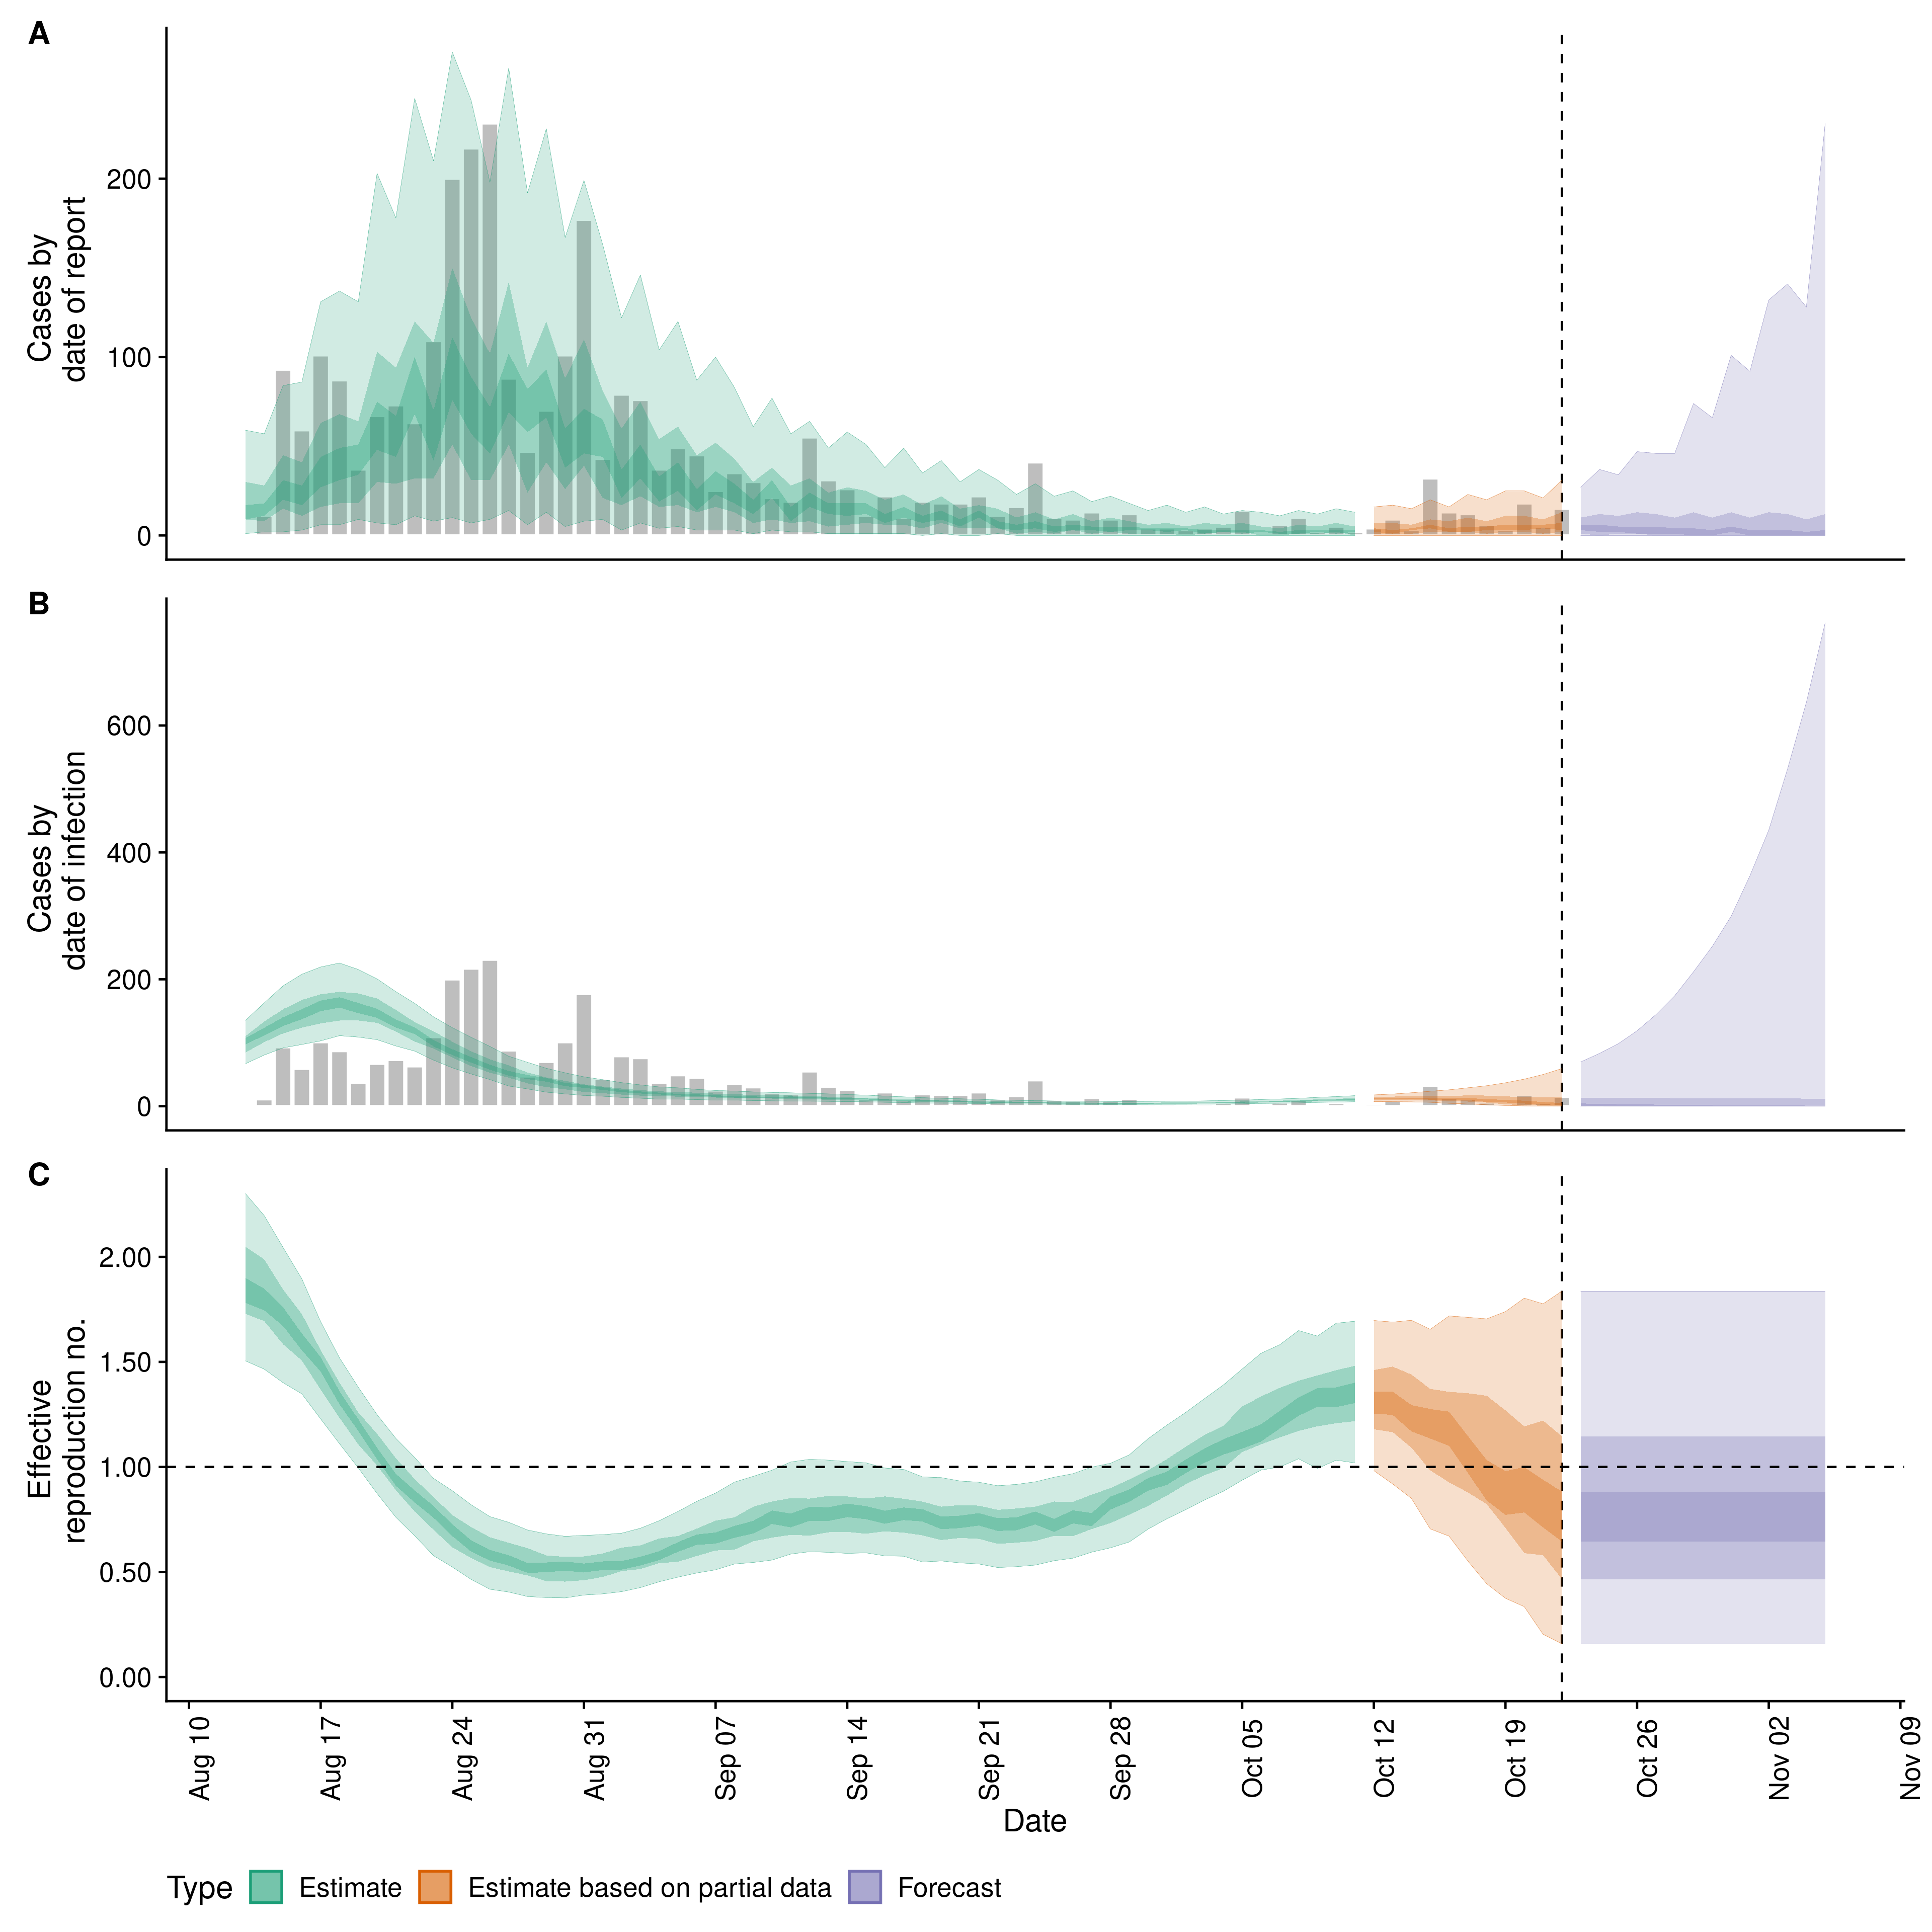 A
Cases by
date of report
200
100
0
B
Cases by
date of infection
600
400
200
0
C
Effective
reproduction no.
2.00
1.50
1.00
0.50
0.00
Aug 10
Aug 17
Aug 24
Aug 31
Sep 07
Sep 14
Sep 21
Sep 28
Oct 05
Oct 12
Oct 19
Oct 26
Nov 02
Nov 09
Date
Type Estimate Estimate based on partial data Forecast